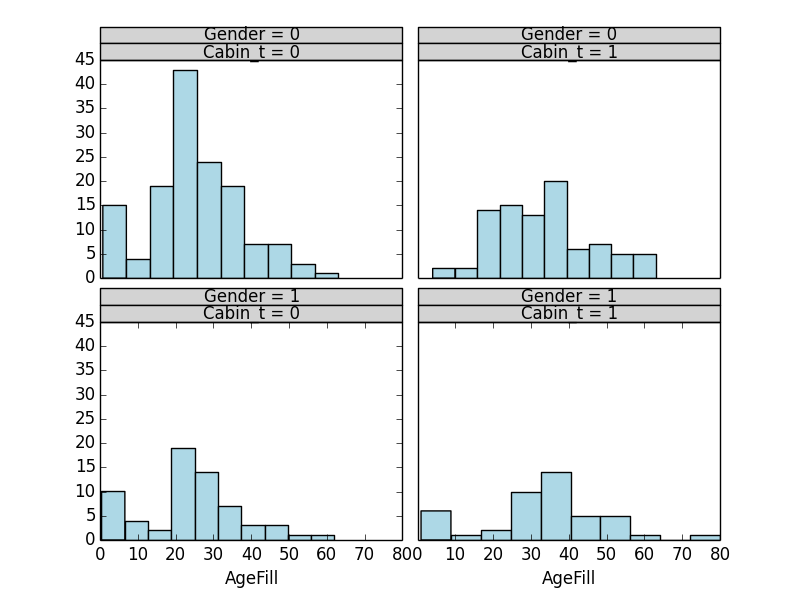 Gender = 0
Cabin_t = 0
Gender = 0
Cabin_t = 1
45
40
35
30
25
20
15
10
5
0
Gender = 1
Cabin_t = 0
Gender = 1
Cabin_t = 1
45
40
35
30
25
20
15
10
5
0
0 10 20 30 40 50 60 70 80
0 10 20 30 40 50 60 70 80
AgeFill
AgeFill